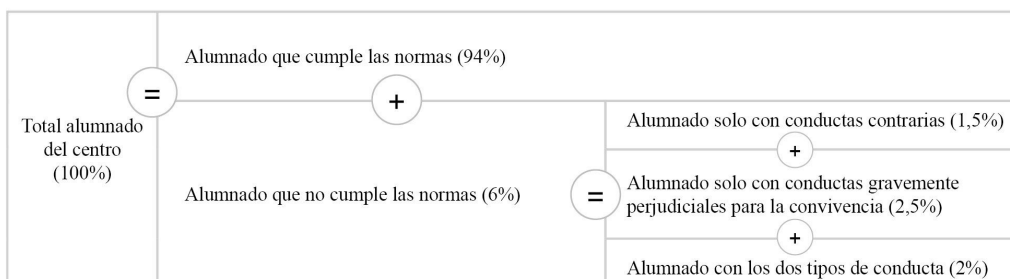 Alumnado que cumple las normas (94%)
=
+
Total alumnado
del centro
(100%)
Alumnado que no cumple las normas (6%)
=
Alumnado solo con conductas contrarias (1,5%)
+
Alumnado solo con conductas gravemente
perjudiciales para la convivencia (2,5%)
+
Alumnado con los dos tipos de conducta (2%)